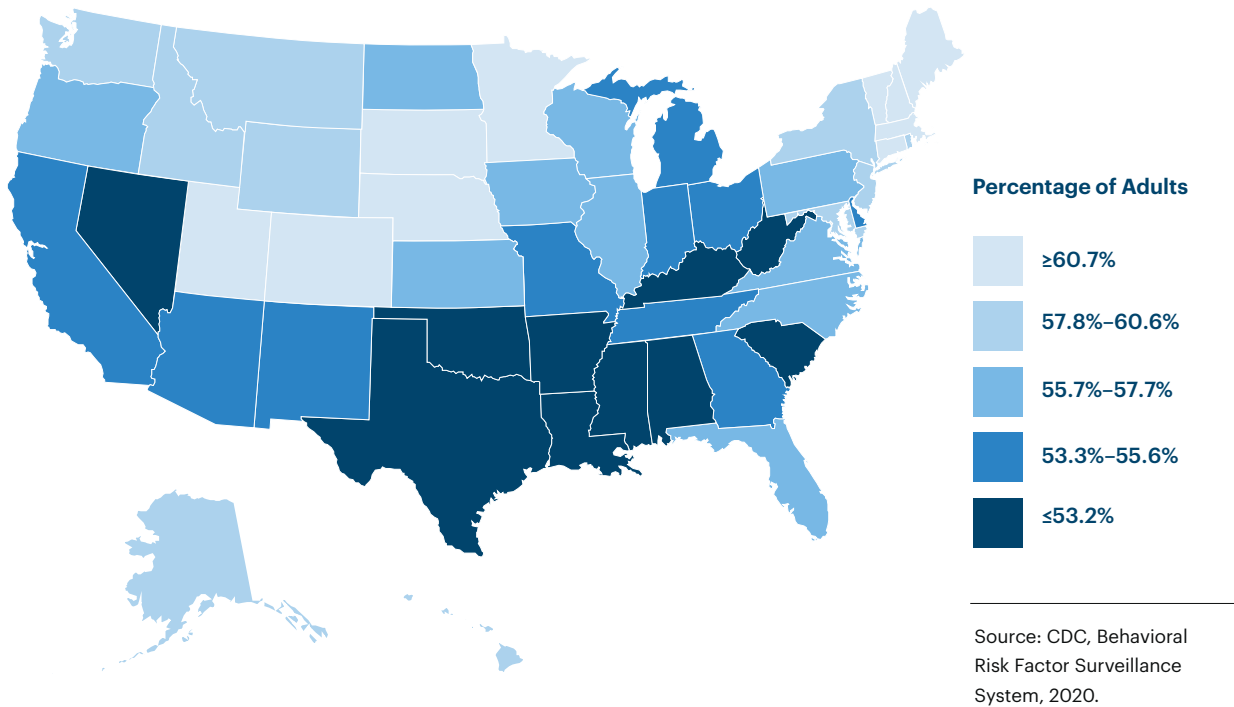 Percentage of Adults
≥60.7%
57.8%–60.6%
55.7%–57.7%
53.3%–55.6%
≤53.2%
Source: CDC, Behavioral
Risk Factor Surveillance
System, 2020.